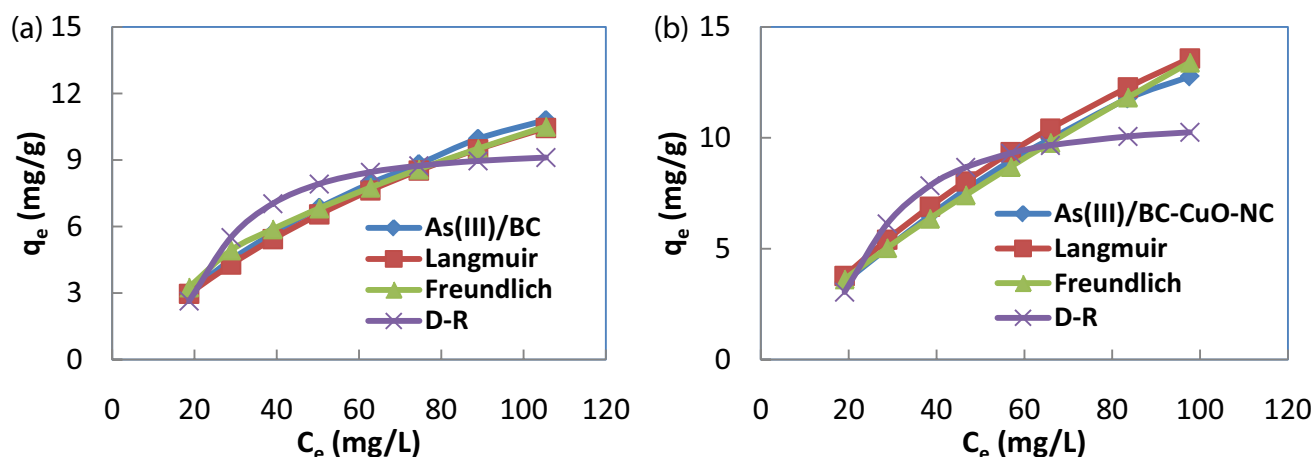 (a)
15
12
9
6
3
0
qe (mg/g)
As(III)/BC
Langmuir
Freundlich
D-R
0 20 40 60 80 100 120
Ce (mg/L)
(b)
15
10
5
0
qe (mg/g)
As(III)/BC-CuO-NC
Langmuir
Freundlich
D-R
0 20 40 60 80 100 120
Ce (mg/L)